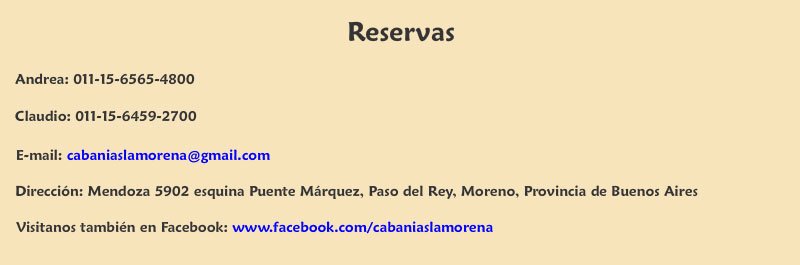 Reservas
Andrea: 011-15-6565-4800
Claudio: 011-15-6459-2700
E-mail: cabaniaslamorena@gmail.com
Dirección: Mendoza 5902 esquina Puente Márquez, Paso del Rey, Moreno, Provincia de Buenos Aires
Visitanos también en Facebook: www.facebook.com/cabaniaslamorena